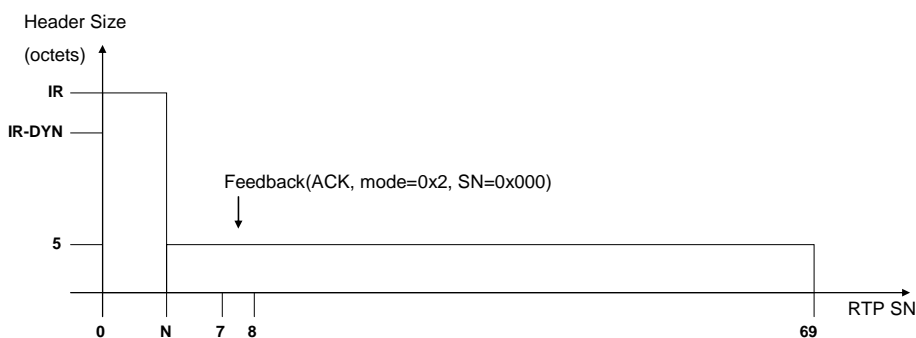 Header Size
(octets)
IR
IR-DYN
Feedback(ACK, mode=0x2, SN=0x000)
5
RTP SN
0 N 7 8 69